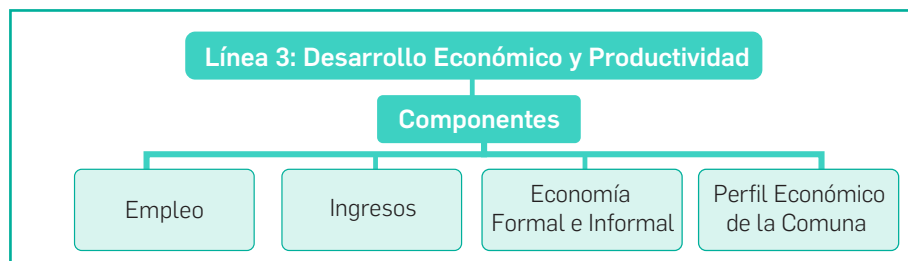 Línea 3: Desarrollo Económico y Productividad
Componentes
Empleo
Ingresos
Economía
Formal e Informal
Perfil Económico
de la Comuna